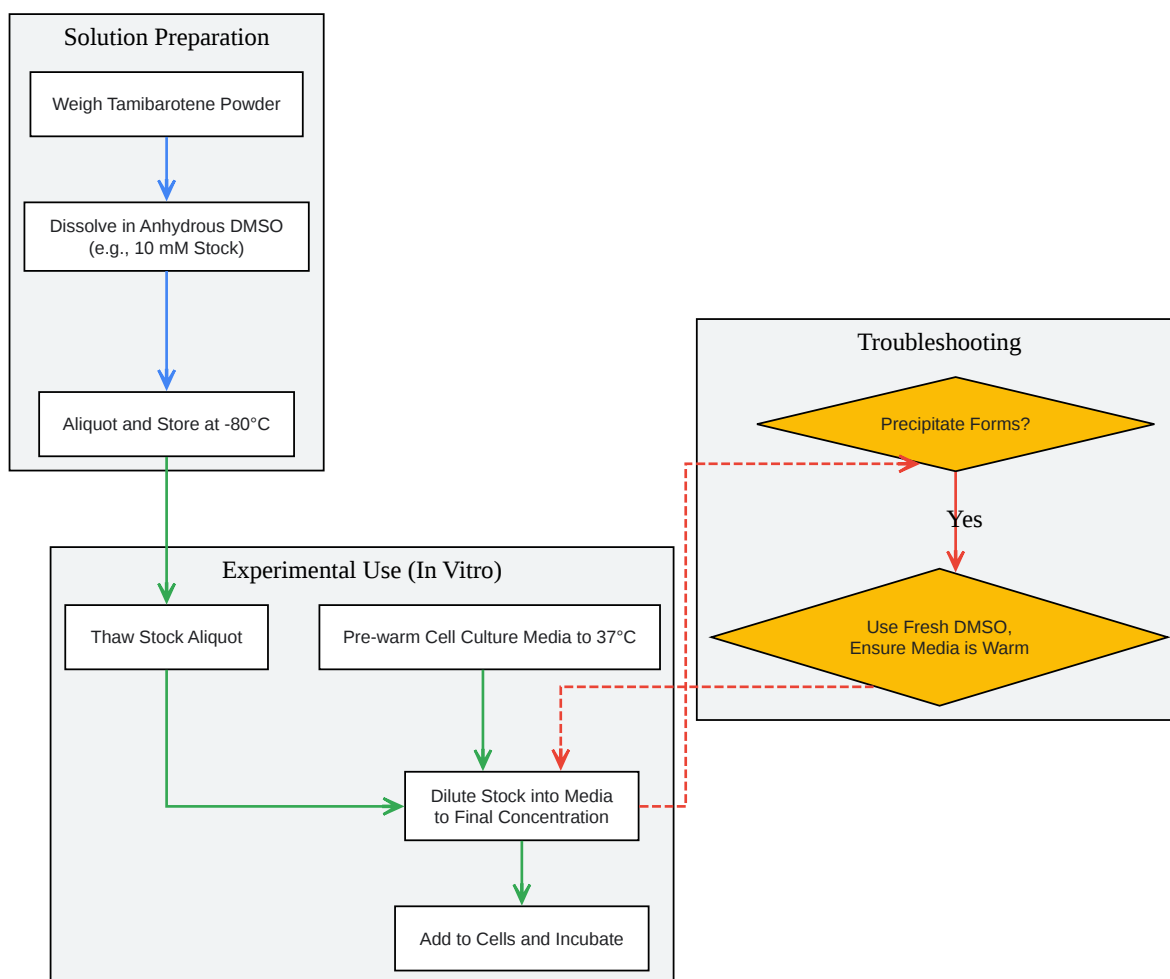 Solution Preparation
Weigh Tamibarotene Powder
Dissolve in Anhydrous DMSO
(e.g., 10 mM Stock)
Aliquot and Store at -80°C
Experimental Use (In Vitro)
Thaw Stock Aliquot
Pre-warm Cell Culture Media to 37°C
Dilute Stock into Media
to Final Concentration
Add to Cells and Incubate
Troubleshooting
Precipitate Forms?
Yes
Use Fresh DMSO,
Ensure Media is Warm